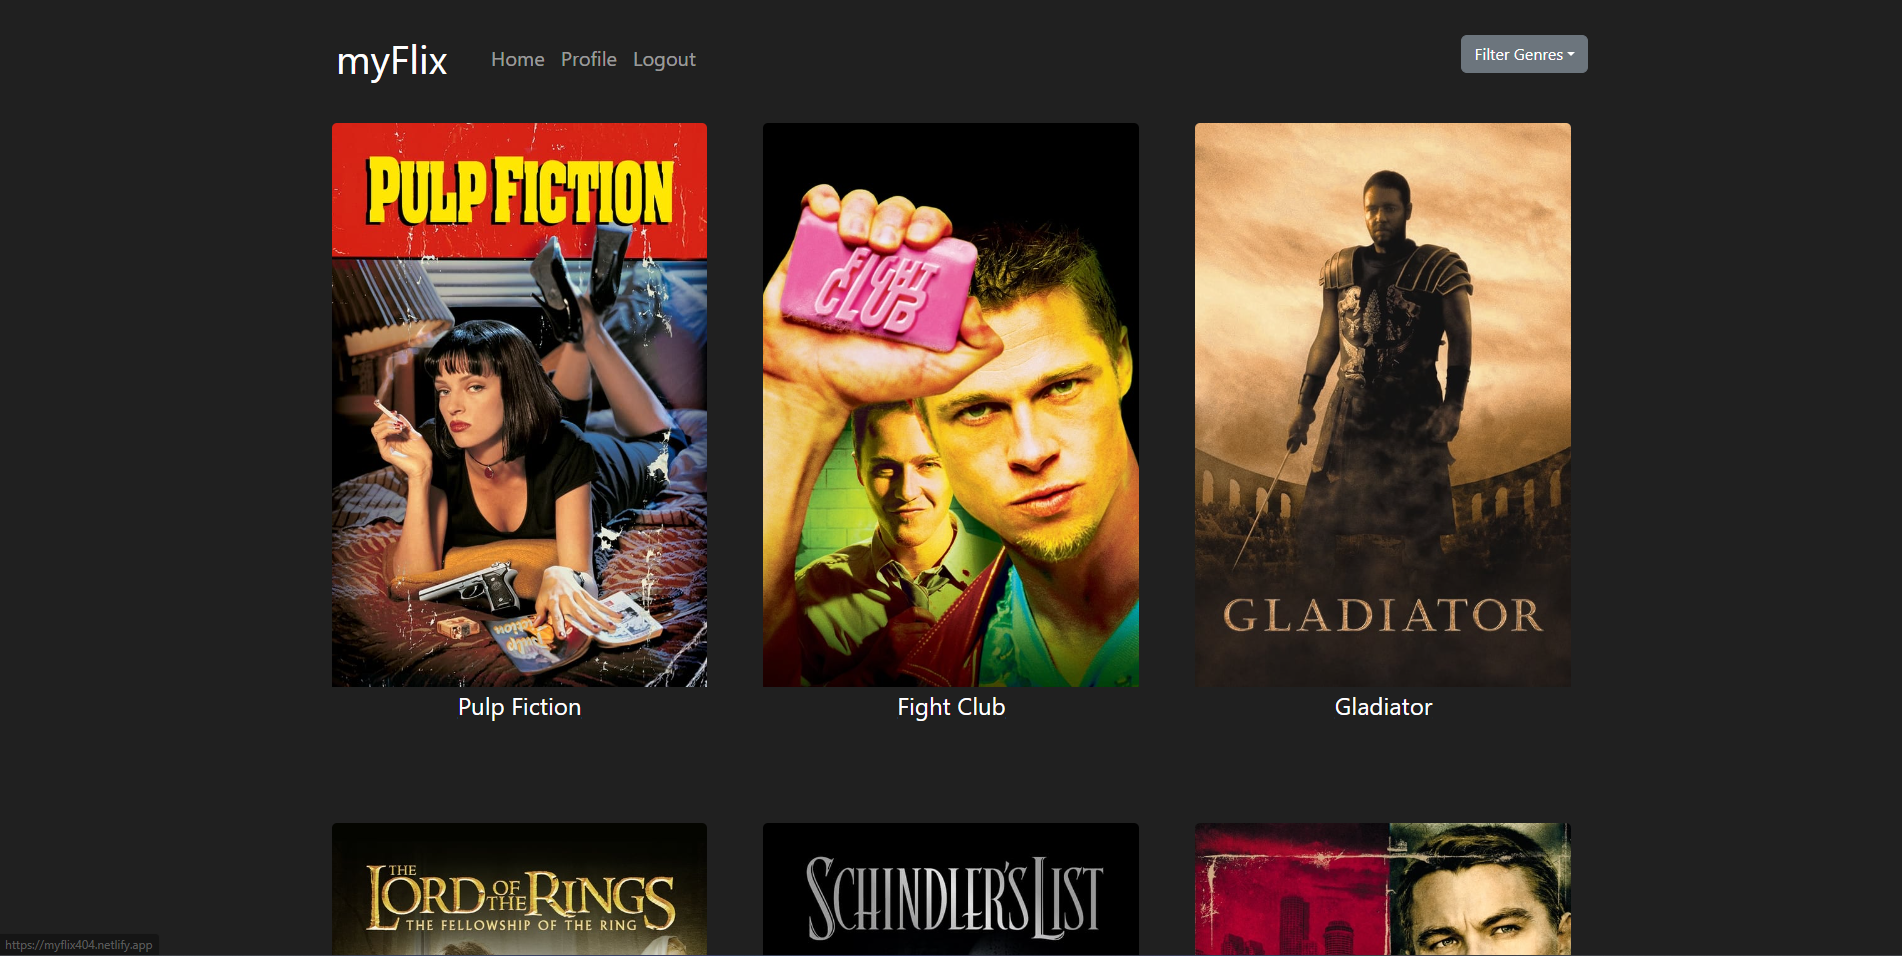 myFlix
Home Profile Logout
Filter Genres
PULP FICTION
FIGHT
CLUB
GLADIATOR
Pulp Fiction
Fight Club
Gladiator
THE
LORD OF THE RINGS
THE FELLOWSHIP OF THE RING
SCHINDLER'S LIST
https://myflix404.netlify.app